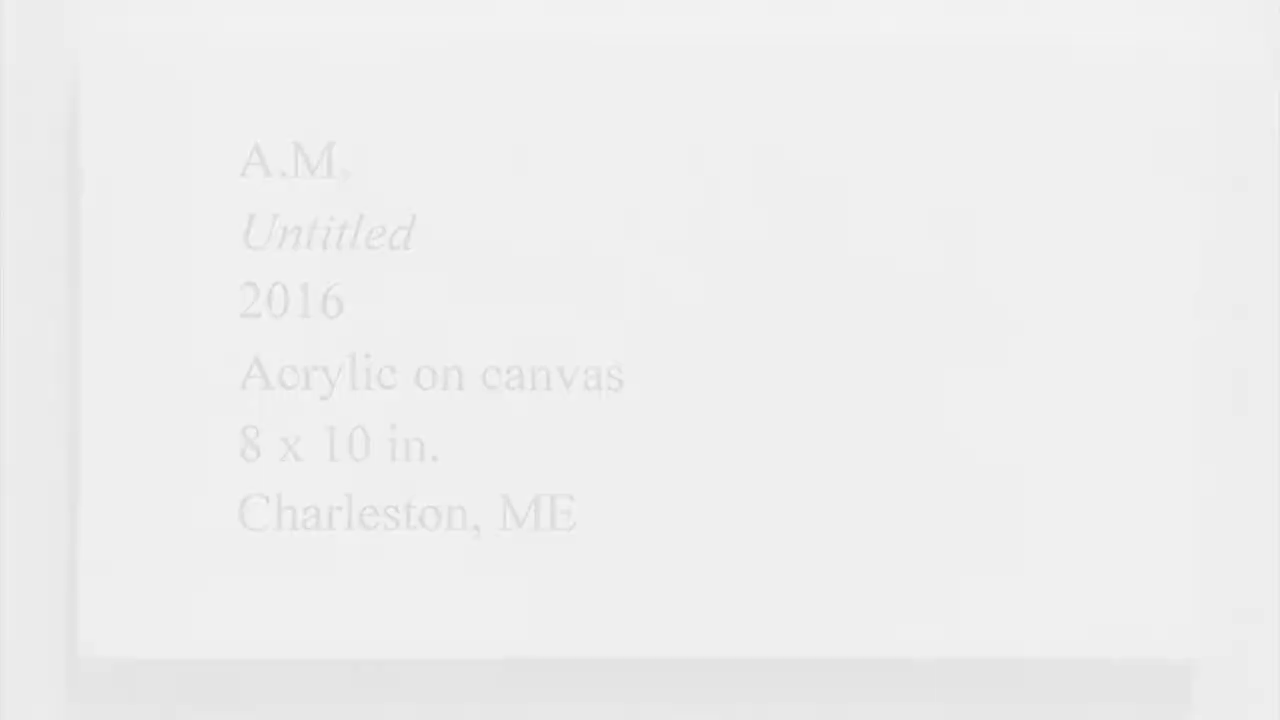 A.M.
Untitled
2016
Acrylic on canvas
8 x 10 in.
Charleston, ME